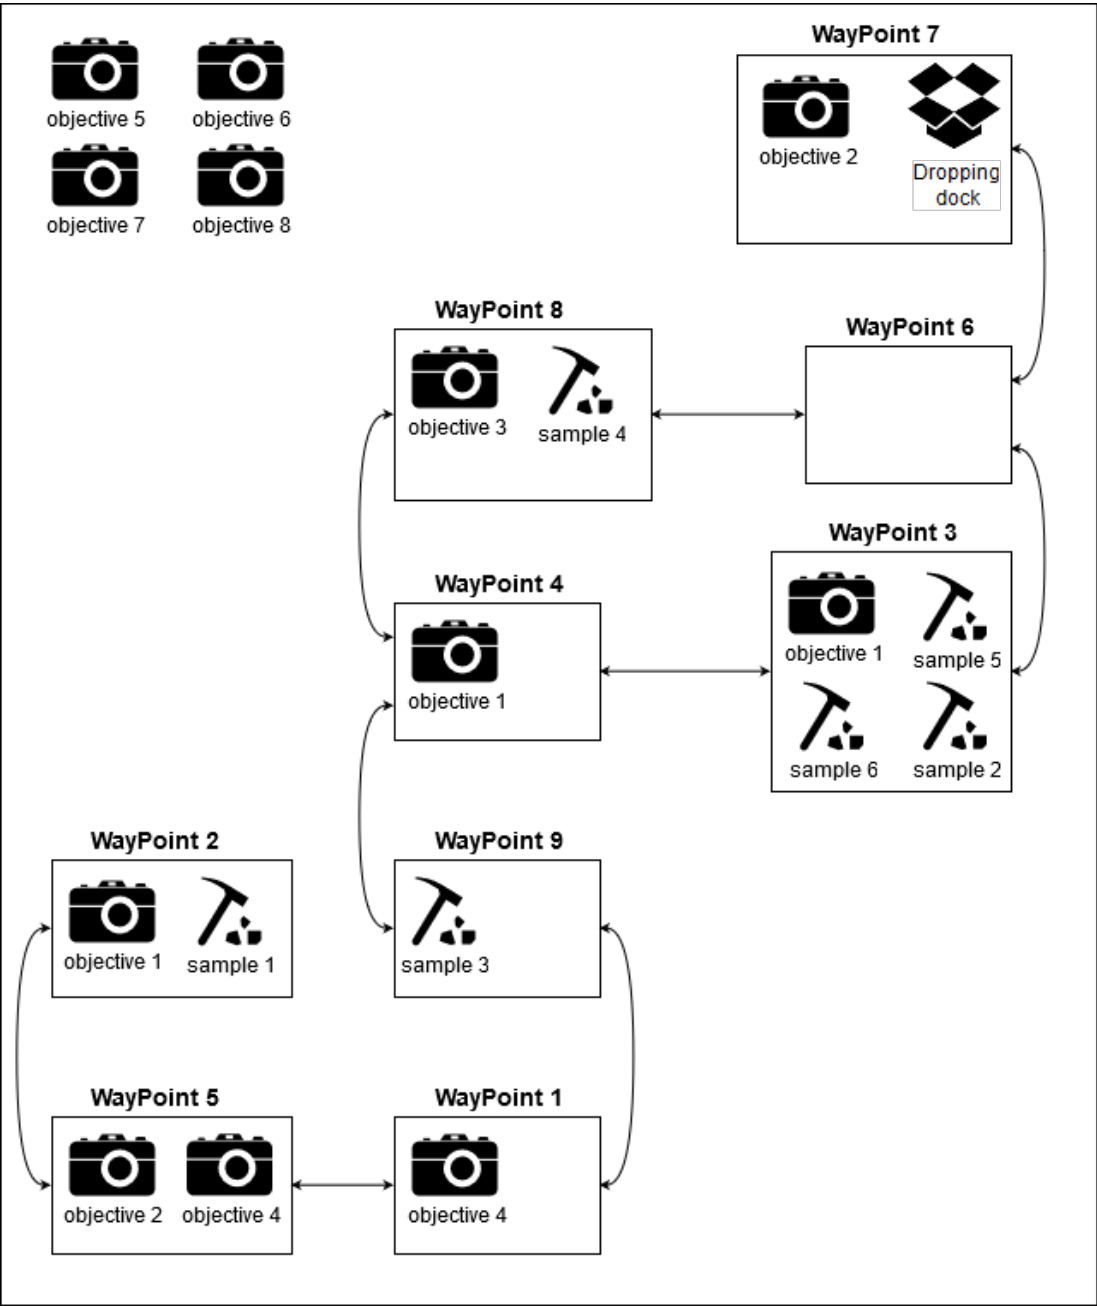 WayPoint 7
objective 5
objective 6
objective 2
Dropping
dock
objective 7
objective 8
WayPoint 8
WayPoint 6
objective 3
sample 4
WayPoint 3
WayPoint 4
objective 1
sample 5
objective 1
sample 6
sample 2
WayPoint 2
WayPoint 9
objective 1
sample 1
sample 3
WayPoint 5
WayPoint 1
objective 2
objective 4
objective 4